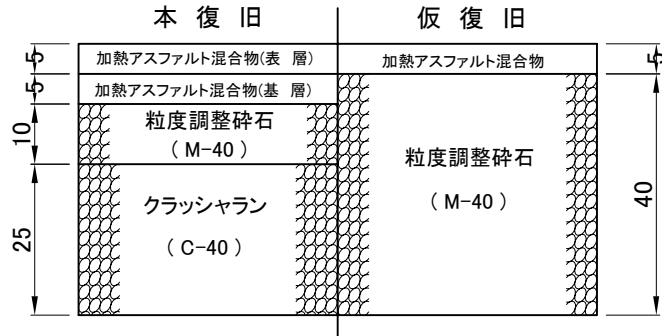 本 復 旧
仮 復 旧
5
加熱アスファルト混合物(表 層)
加熱アスファルト混合物
5
5
加熱アスファルト混合物(基 層)
10
粒度調整砕石
( M-40 )
25
クラッシャラン
( C-40 )
粒度調整砕石
( M-40 )
40